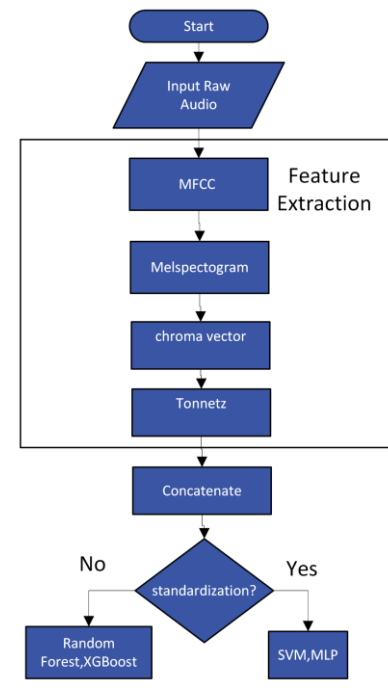 Start
Input Raw
Audio
MFCC
Feature
Extraction
Melspectogram
chroma vector
Tonnetz
Concatenate
No
standardization?
Yes
Random
Forest,XGBoost
SVM,MLP